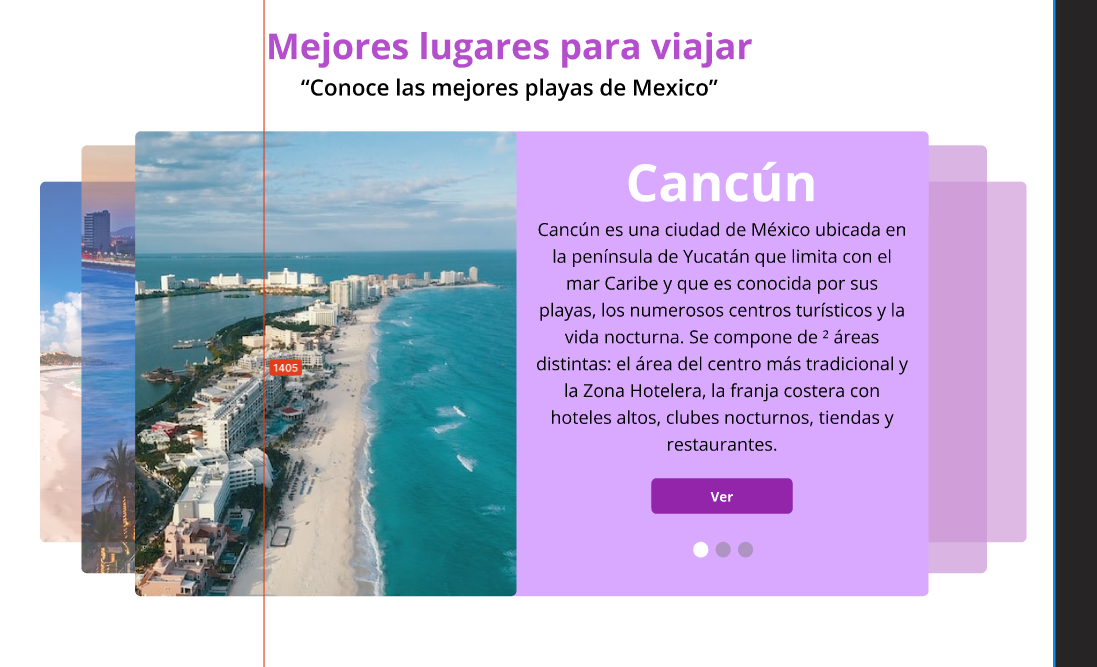 Mejores lugares para viajar
“Conoce las mejores playas de Mexico”
Cancún
Cancún es una ciudad de México ubicada en
la península de Yucatán que limita con el
mar Caribe y que es conocida por sus
playas, los numerosos centros turísticos y la
vida nocturna. Se compone de ² áreas
distintas: el área del centro más tradicional y
la Zona Hotelera, la franja costera con
hoteles altos, clubes nocturnos, tiendas y
restaurantes.
1405
Ver